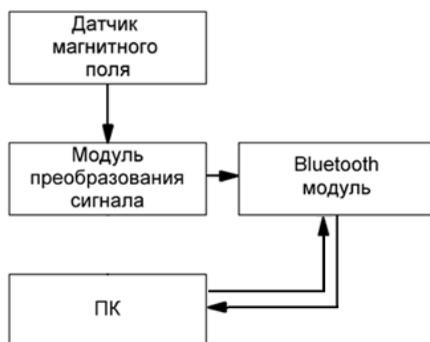 Датчик
магнитного
поля
Модуль
преобразования
сигнала
Bluetooth
модуль
ПК